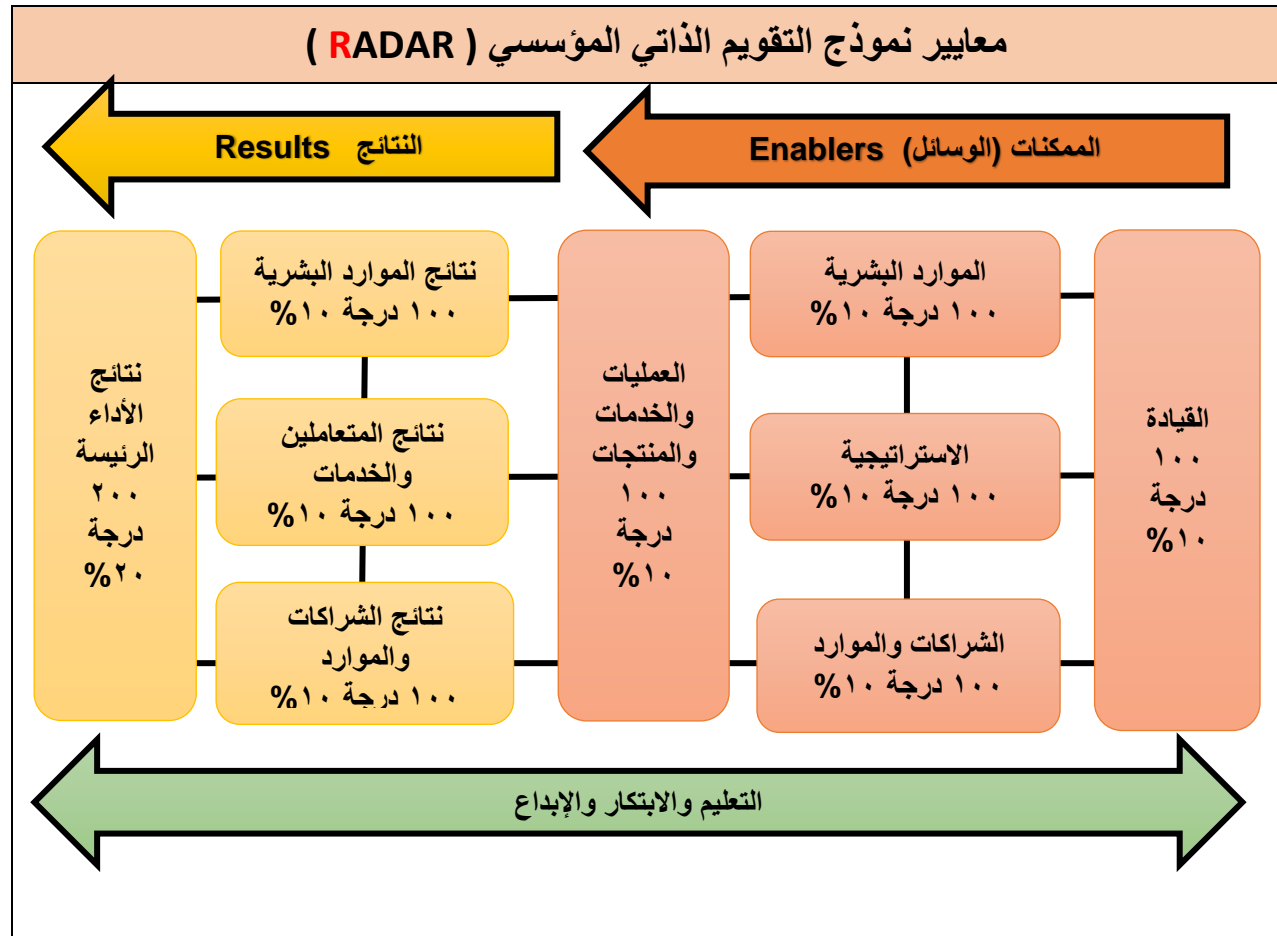 معايير نموذج التقويم الذاتي المؤسسي ( RADAR )
الممكنات (الوسائل) Enablers
النتائج Results
القيادة
١٠٠
درجة
١٠%
الموارد البشرية
١٠٠ درجة ١٠%
الاستراتيجية
١٠٠ درجة ١٠%
الشراكات والموارد
١٠٠ درجة ١٠%
العمليات
والخدمات
والمنتجات
١٠٠
درجة
١٠%
نتائج الموارد البشرية
١٠٠ درجة ١٠%
نتائج المتعاملين
والخدمات
١٠٠ درجة ١٠%
نتائج الشراكات
والموارد
١٠٠ درجة ١٠%
نتائج
الأداء
الرئيسة
٢٠٠
درجة
٢٠%
التعليم والابتكار والإبداع